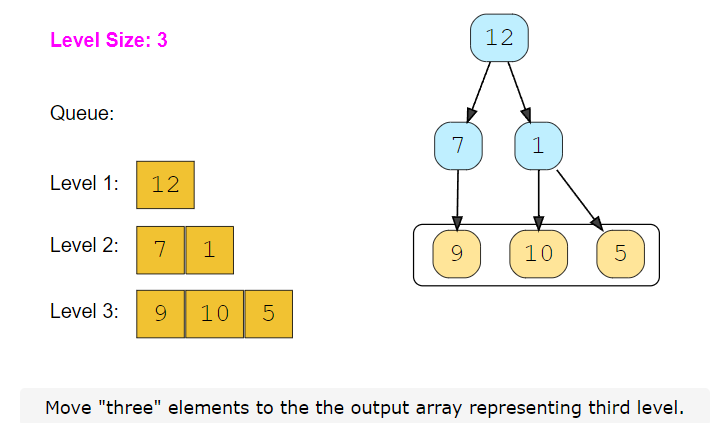 Level Size: 3
12
Queue:
7 1
Level 1: 12
Level 2: 7 1
9 10 5
Level 3: 9 10 5
Move "three" elements to the the output array representing third level.